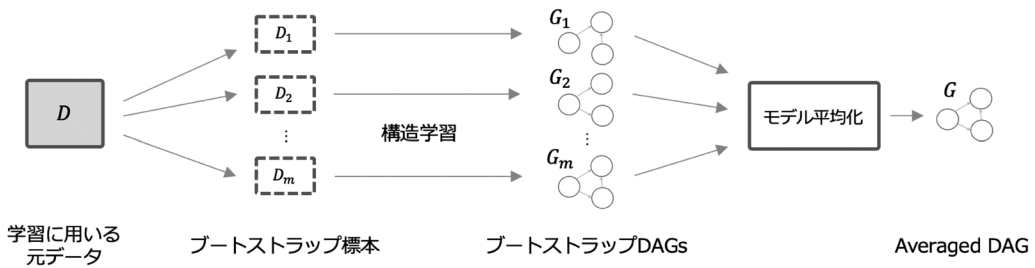 D
D₁
D₂
⋮
Dₘ
構造学習
G₁
G₂
⋮
Gₘ
モデル平均化
G
学習に用いる
元データ
ブートストラップ標本
ブートストラップDAGs
Averaged DAG